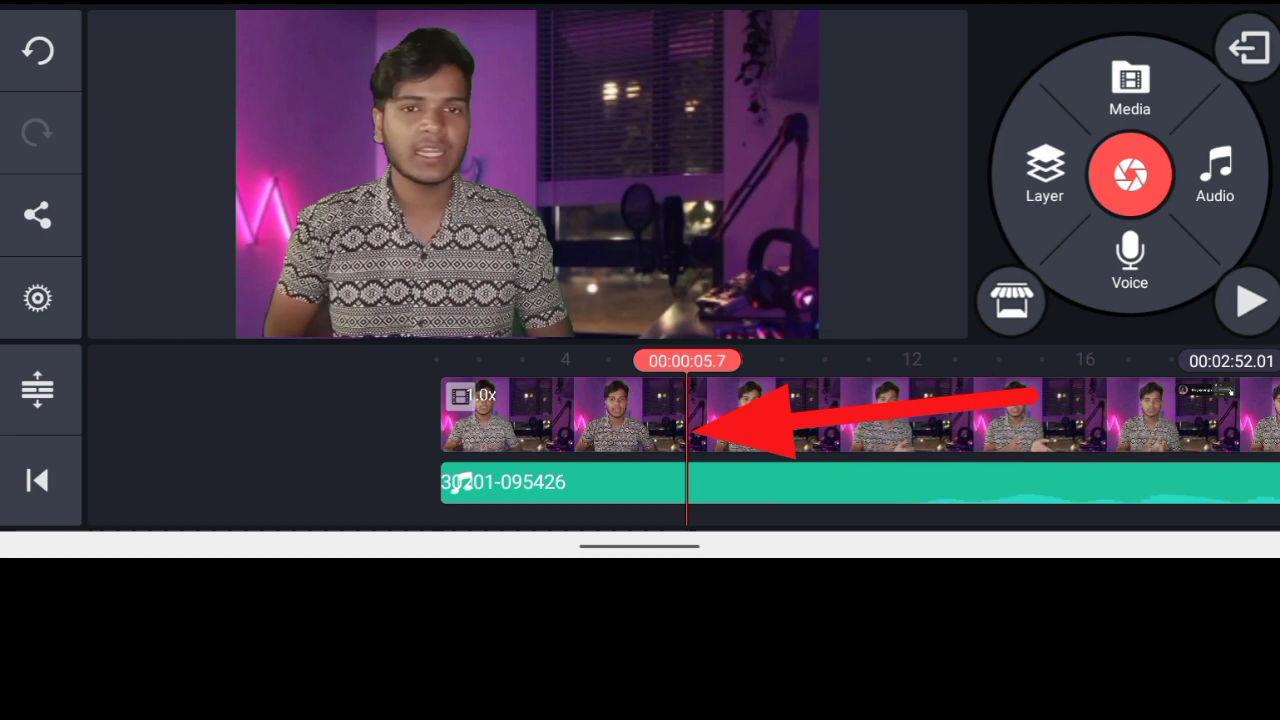 Media
Layer
Audio
Voice
4
00:00:05.7
12
16
00:02:52.01
1.0x
30201-095426